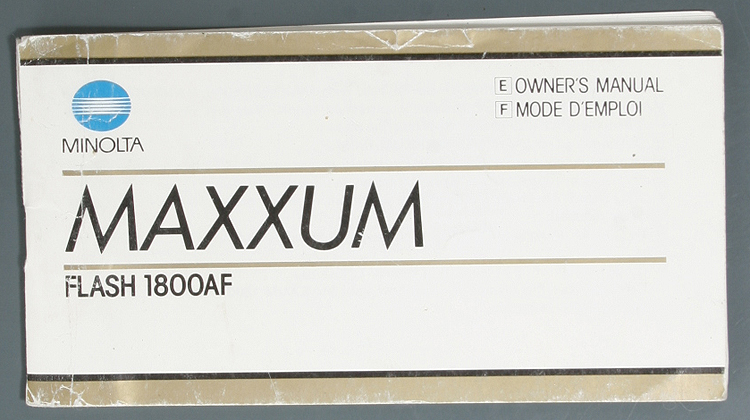 MINOLTA
E OWNER'S MANUAL
F MODE D'EMPLOI
MAXXUM
FLASH 1800AF